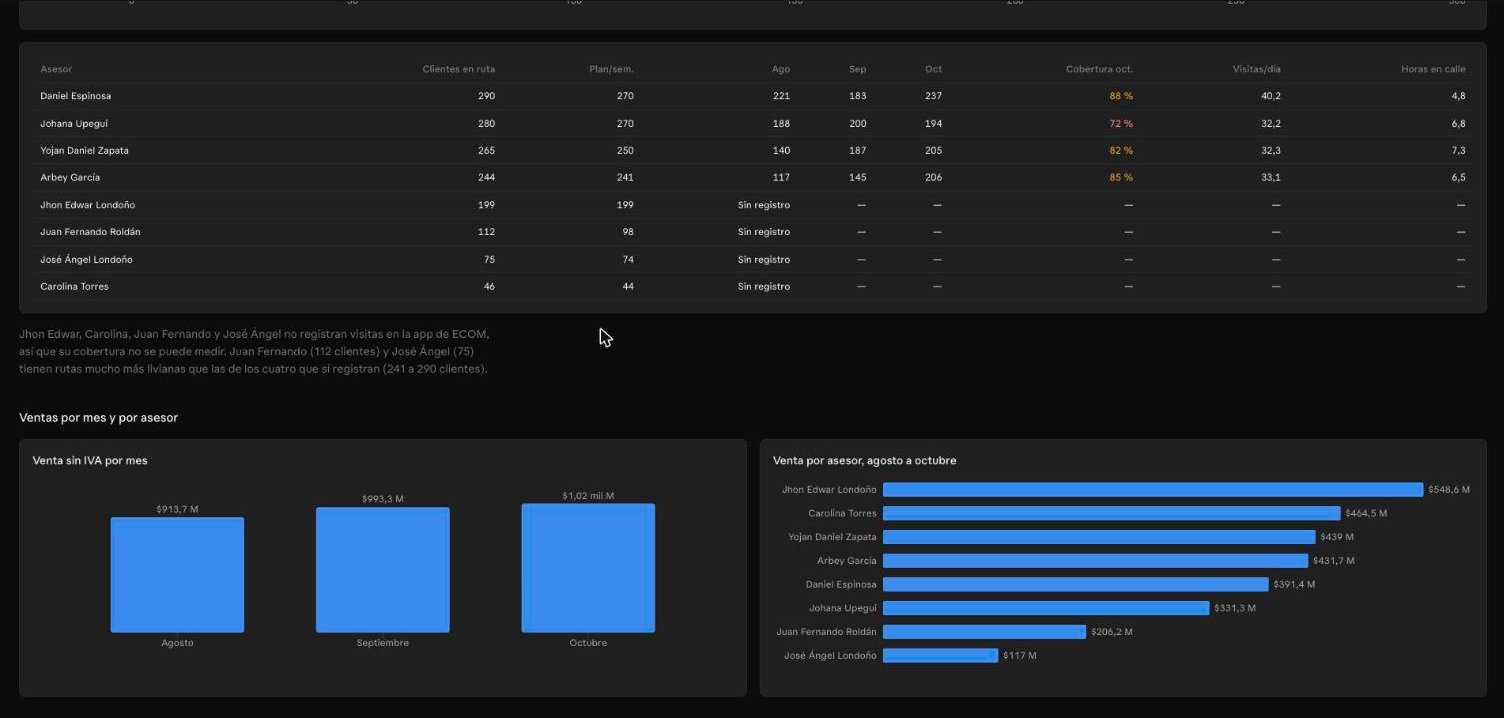 Asesor Clientes en ruta Plan/sem. Ago Sep Oct Cobertura oct. Visitas/día Horas en calle
Daniel Espinosa 290 270 221 183 237 88 % 40,2 4,8
Johana Upegui 280 270 188 200 194 72 % 32,2 6,8
Yojan Daniel Zapata 265 250 140 187 205 82 % 32,3 7,3
Arbey García 244 241 117 145 206 85 % 33,1 6,5
Jhon Edwar Londoño 199 199 Sin registro — — — — —
Juan Fernando Roldán 112 98 Sin registro — — — — —
José Ángel Londoño 75 74 Sin registro — — — — —
Carolina Torres 46 44 Sin registro — — — — —
Jhon Edwar, Carolina, Juan Fernando y José Ángel no registran visitas en la app de ECOM,
así que su cobertura no se puede medir. Juan Fernando (112 clientes) y José Ángel (75)
tienen rutas mucho más livianas que las de los cuatro que sí registran (241 a 290 clientes).
Ventas por mes y por asesor
Venta sin IVA por mes
$913,7 M
$993,3 M
$1,02 mil M
Agosto
Septiembre
Octubre
Venta por asesor, agosto a octubre
Jhon Edwar Londoño $548,6 M
Carolina Torres $464,5 M
Yojan Daniel Zapata $439 M
Arbey García $431,7 M
Daniel Espinosa $391,4 M
Johana Upegui $331,3 M
Juan Fernando Roldán $206,2 M
José Ángel Londoño $117 M